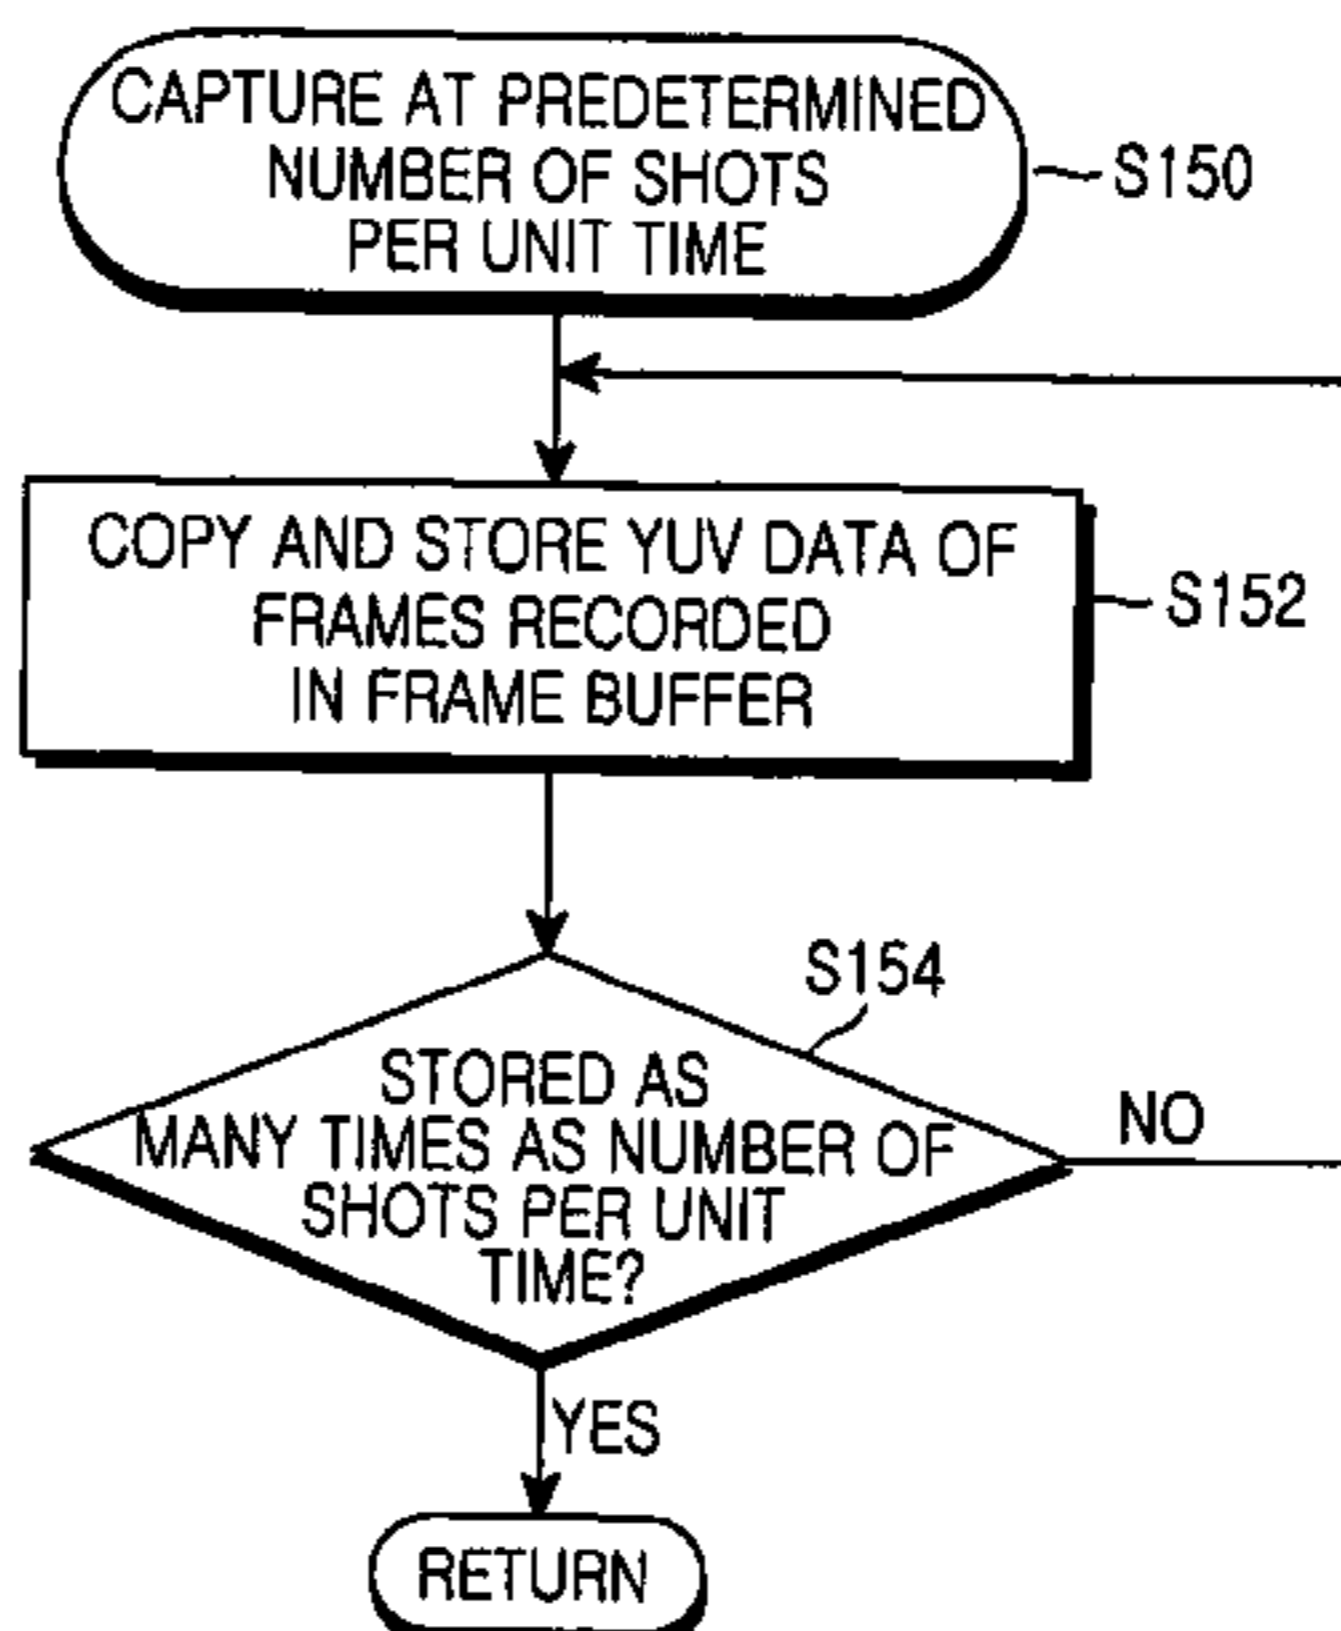 CAPTURE AT PREDETERMINED
NUMBER OF SHOTS
PER UNIT TIME
S150
COPY AND STORE YUV DATA OF
FRAMES RECORDED
IN FRAME BUFFER
S152
S154
STORED AS
MANY TIMES AS NUMBER OF
SHOTS PER UNIT
TIME?
NO
YES
RETURN